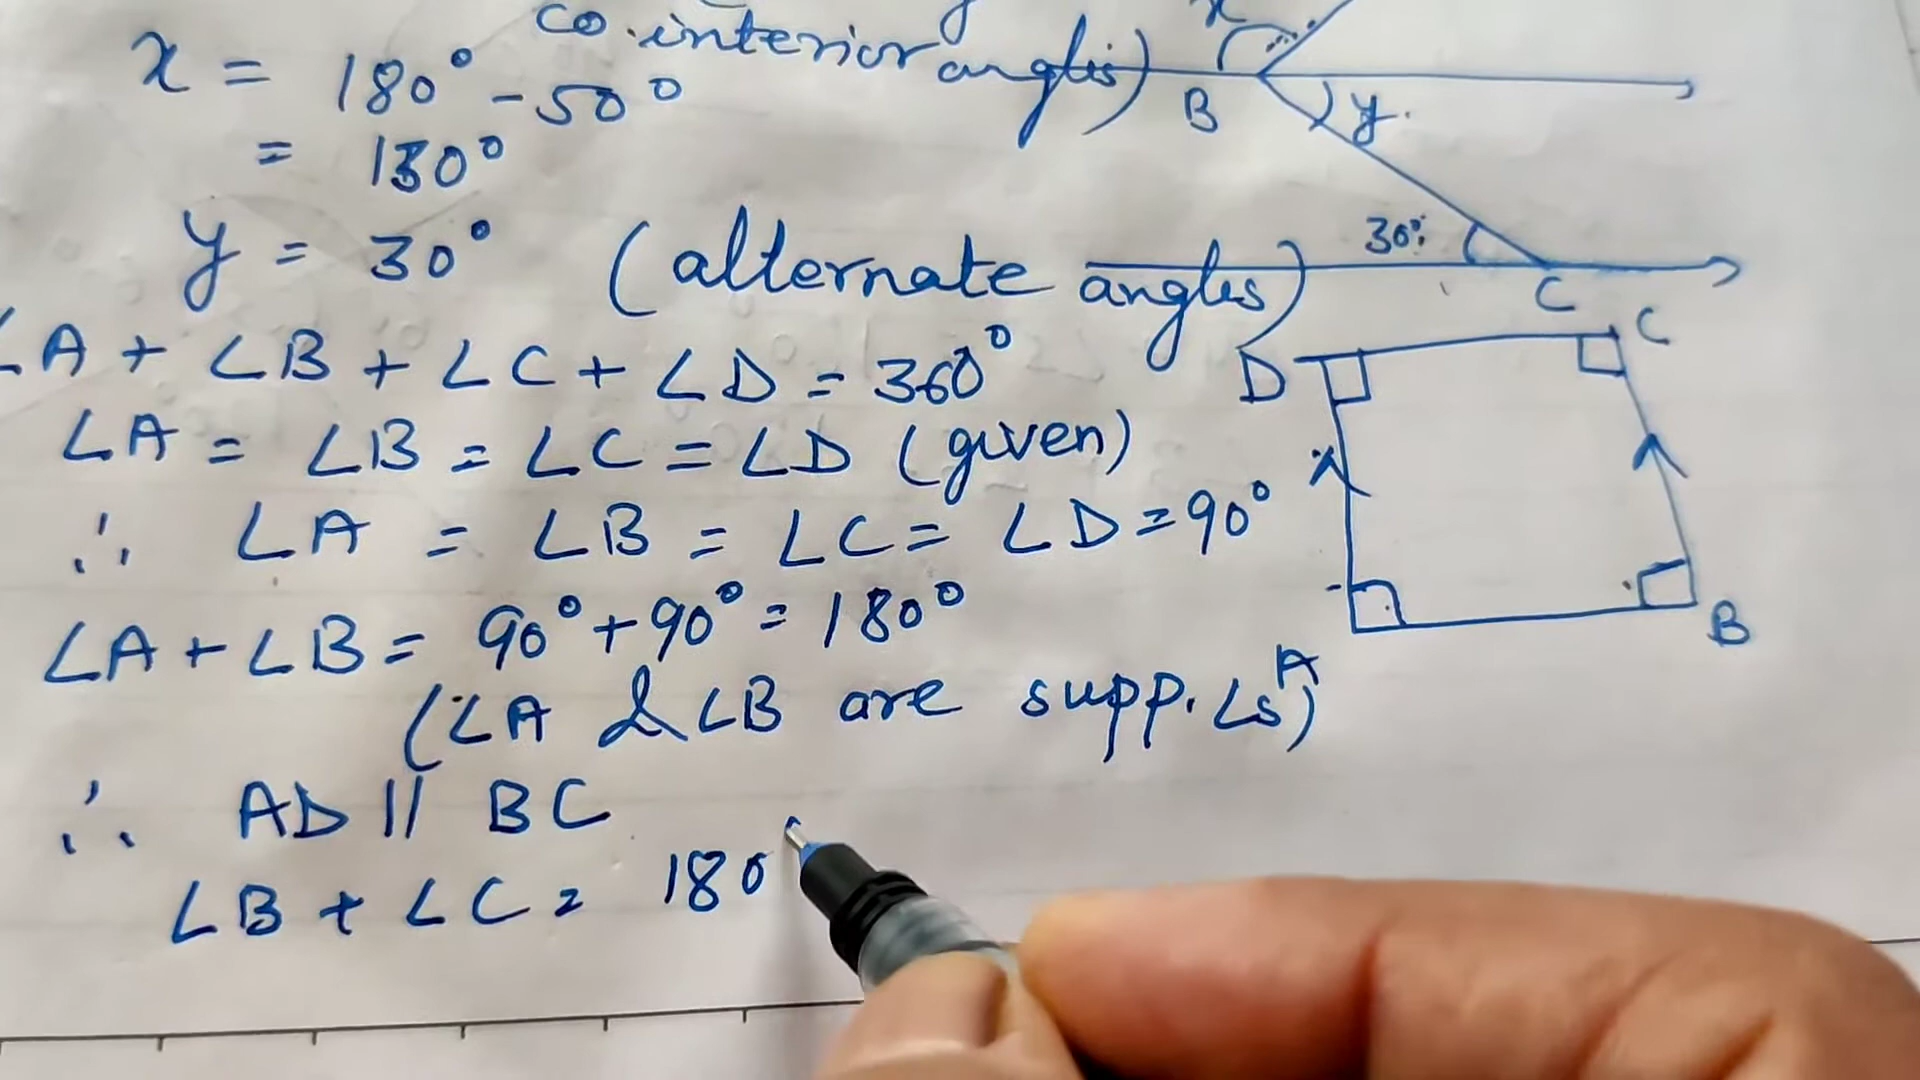 co.interior angles)
x = 180° - 50°
= 130°
y = 30° (alternate angles)
∠A + ∠B + ∠C + ∠D = 360°
∠A = ∠B = ∠C = ∠D (given)
∴ ∠A = ∠B = ∠C = ∠D = 90°
∠A + ∠B = 90° + 90° = 180°
(∠A & ∠B are supp. ∠s)
∴ AD || BC
∠B + ∠C = 180
x
B
y
30°
C
D
C
A
B